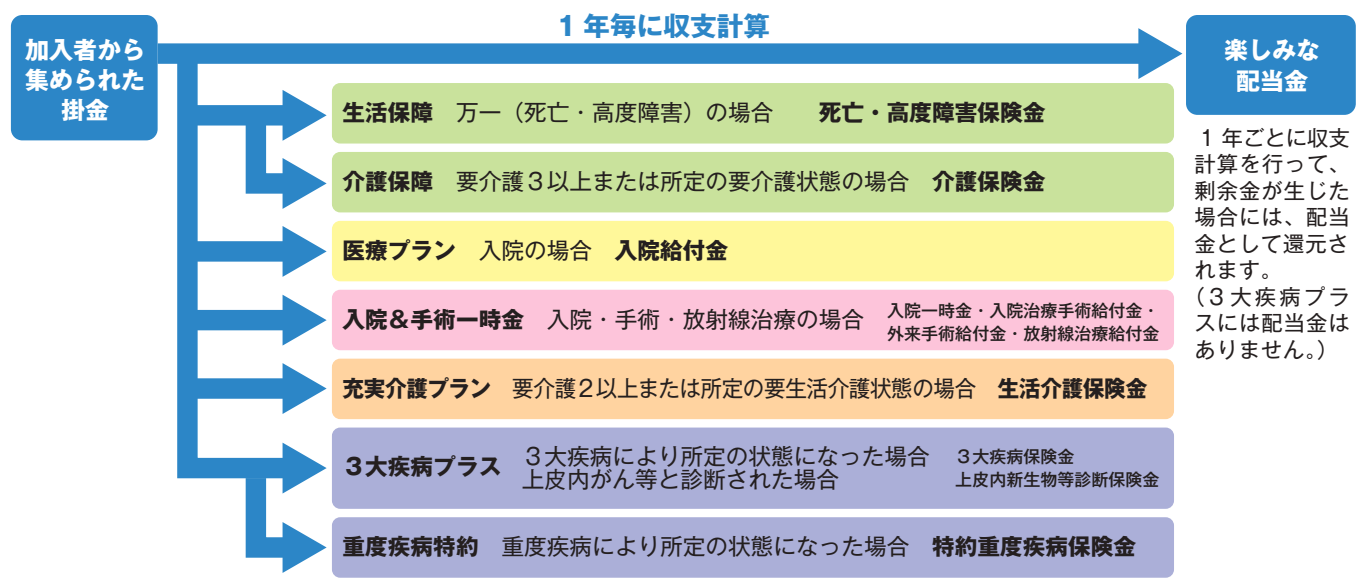 1年毎に収支計算
加入者から
集められた
掛金
楽しみな
配当金
生活保障 万一（死亡・高度障害）の場合 死亡・高度障害保険金
介護保障 要介護3以上または所定の要介護状態の場合 介護保険金
医療プラン 入院の場合 入院給付金
入院&手術一時金 入院・手術・放射線治療の場合 入院一時金・入院治療手術給付金・
外来手術給付金・放射線治療給付金
充実介護プラン 要介護2以上または所定の要生活介護状態の場合 生活介護保険金
3大疾病プラス 3大疾病により所定の状態になった場合 3大疾病保険金
上皮内がん等と診断された場合 上皮内新生物等診断保険金
重度疾病特約 重度疾病により所定の状態になった場合 特約重度疾病保険金
1年ごとに収支
計算を行って、
剰余金が生じた
場合には、配当
金として還元さ
れます。
（3大疾病プラ
スには配当金は
ありません。）